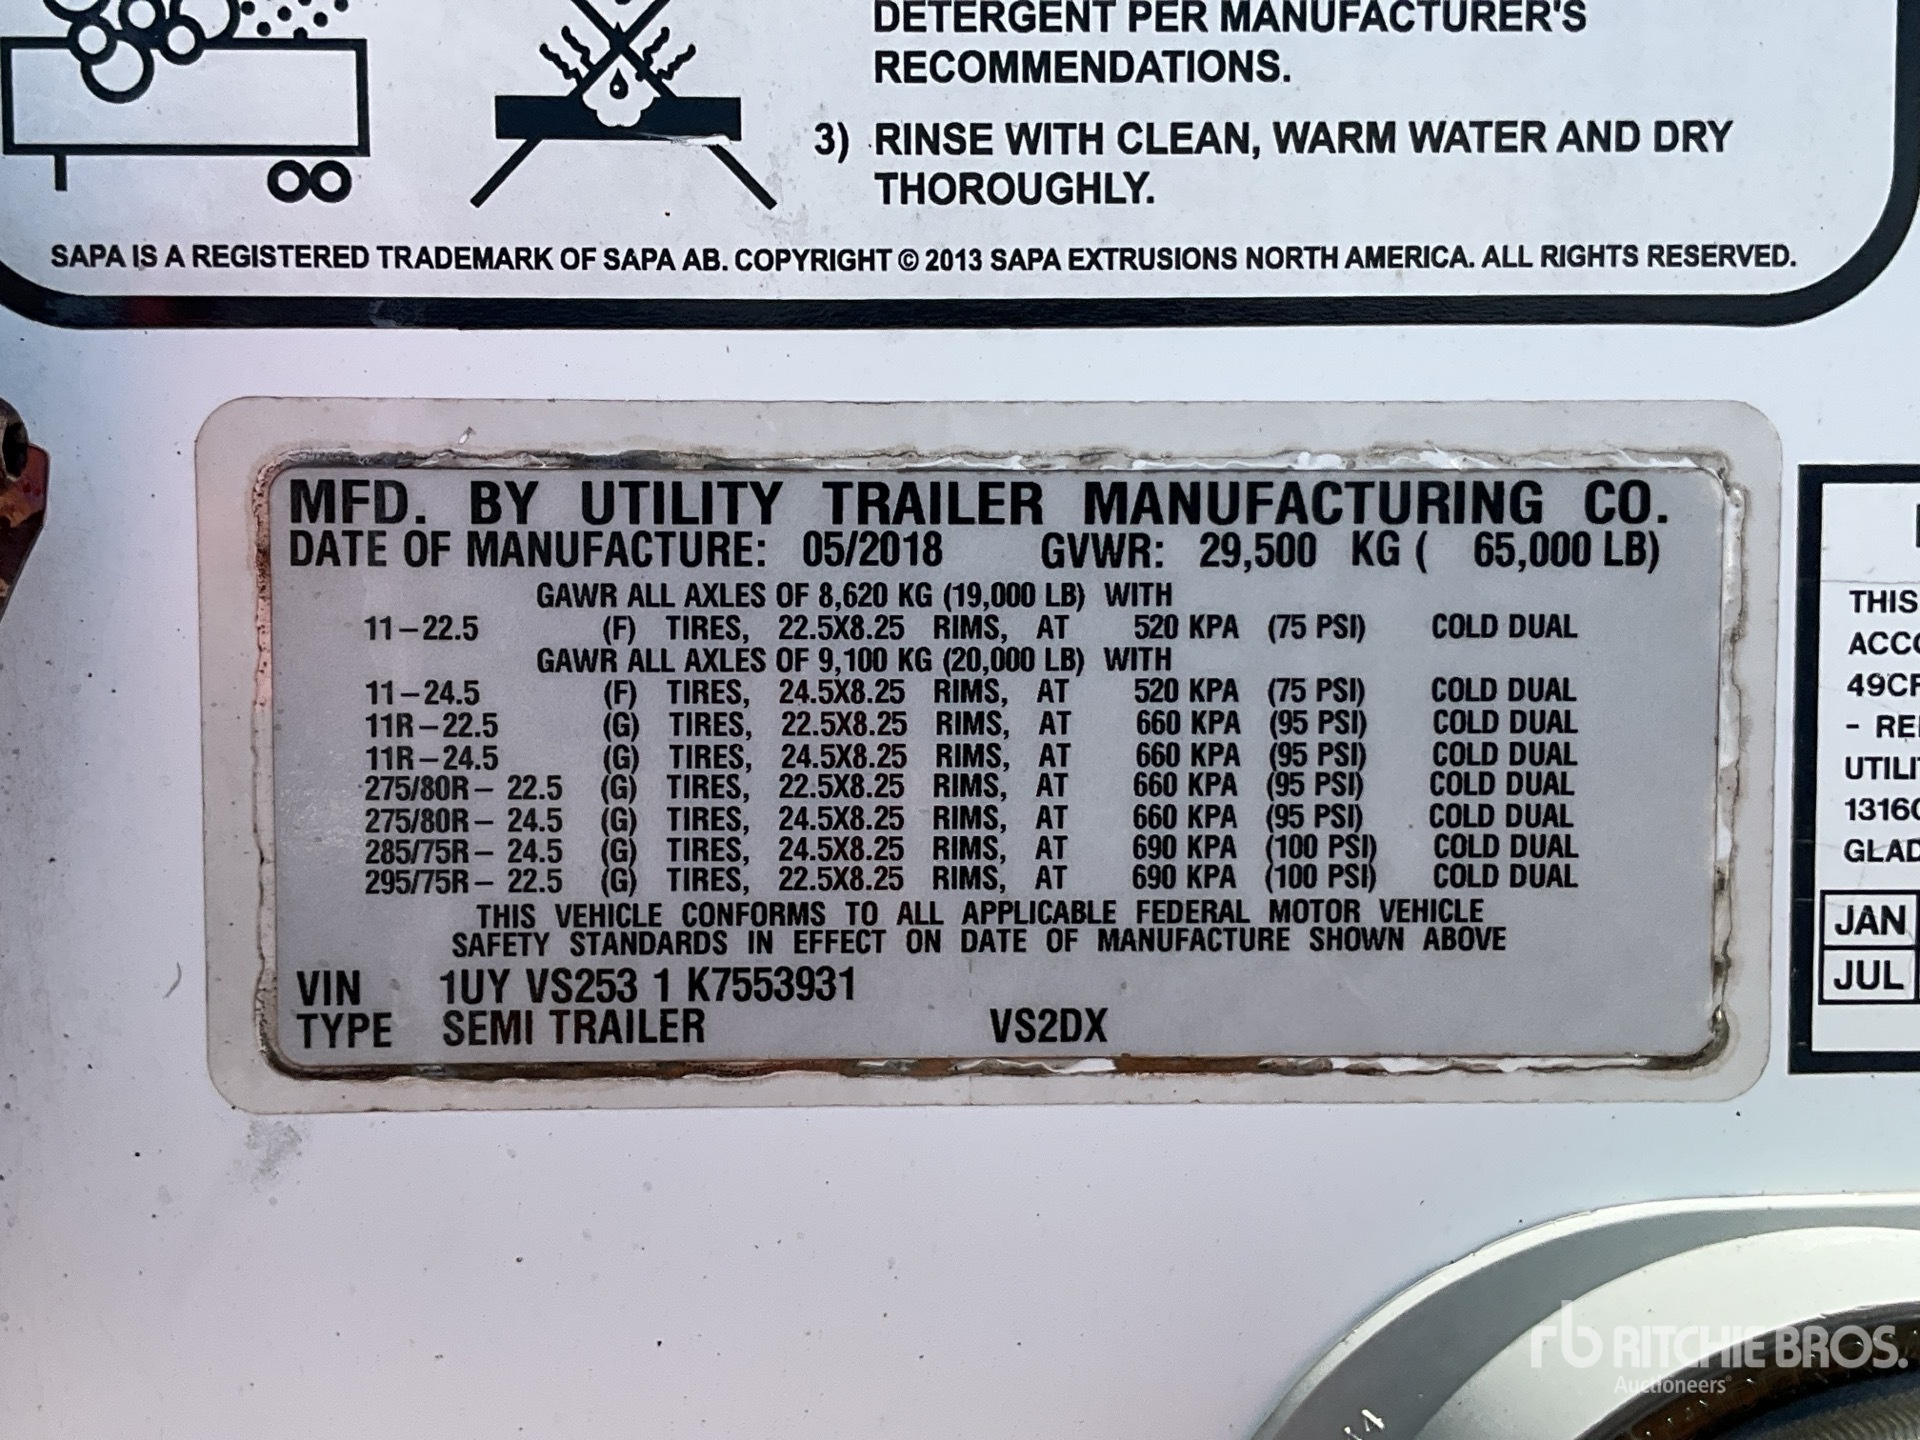 DETERGENT PER MANUFACTURER'S
RECOMMENDATIONS.
3) RINSE WITH CLEAN, WARM WATER AND DRY
THOROUGHLY.
SAPA IS A REGISTERED TRADEMARK OF SAPA AB. COPYRIGHT © 2013 SAPA EXTRUSIONS NORTH AMERICA. ALL RIGHTS RESERVED.
MFD. BY UTILITY TRAILER MANUFACTURING CO.
DATE OF MANUFACTURE: 05/2018 GVWR: 29,500 KG ( 65,000 LB)
GAWR ALL AXLES OF 8,620 KG (19,000 LB) WITH
11-22.5 (F) TIRES, 22.5X8.25 RIMS, AT 520 KPA (75 PSI) COLD DUAL
GAWR ALL AXLES OF 9,100 KG (20,000 LB) WITH
11-24.5 (F) TIRES, 24.5X8.25 RIMS, AT 520 KPA (75 PSI) COLD DUAL
11R-22.5 (G) TIRES, 22.5X8.25 RIMS, AT 660 KPA (95 PSI) COLD DUAL
11R-24.5 (G) TIRES, 24.5X8.25 RIMS, AT 660 KPA (95 PSI) COLD DUAL
275/80R- 22.5 (G) TIRES, 22.5X8.25 RIMS, AT 660 KPA (95 PSI) COLD DUAL
275/80R- 24.5 (G) TIRES, 24.5X8.25 RIMS, AT 660 KPA (95 PSI) COLD DUAL
285/75R- 24.5 (G) TIRES, 24.5X8.25 RIMS, AT 690 KPA (100 PSI) COLD DUAL
295/75R- 22.5 (G) TIRES, 22.5X8.25 RIMS, AT 690 KPA (100 PSI) COLD DUAL
THIS VEHICLE CONFORMS TO ALL APPLICABLE FEDERAL MOTOR VEHICLE
SAFETY STANDARDS IN EFFECT ON DATE OF MANUFACTURE SHOWN ABOVE
VIN 1UY VS253 1 K7553931
TYPE SEMI TRAILER VS2DX
THIS
ACCO
49CF
- RE
UTILI
1316
GLAD
JAN
JUL
rb RITCHIE BROS.
Auctioneers